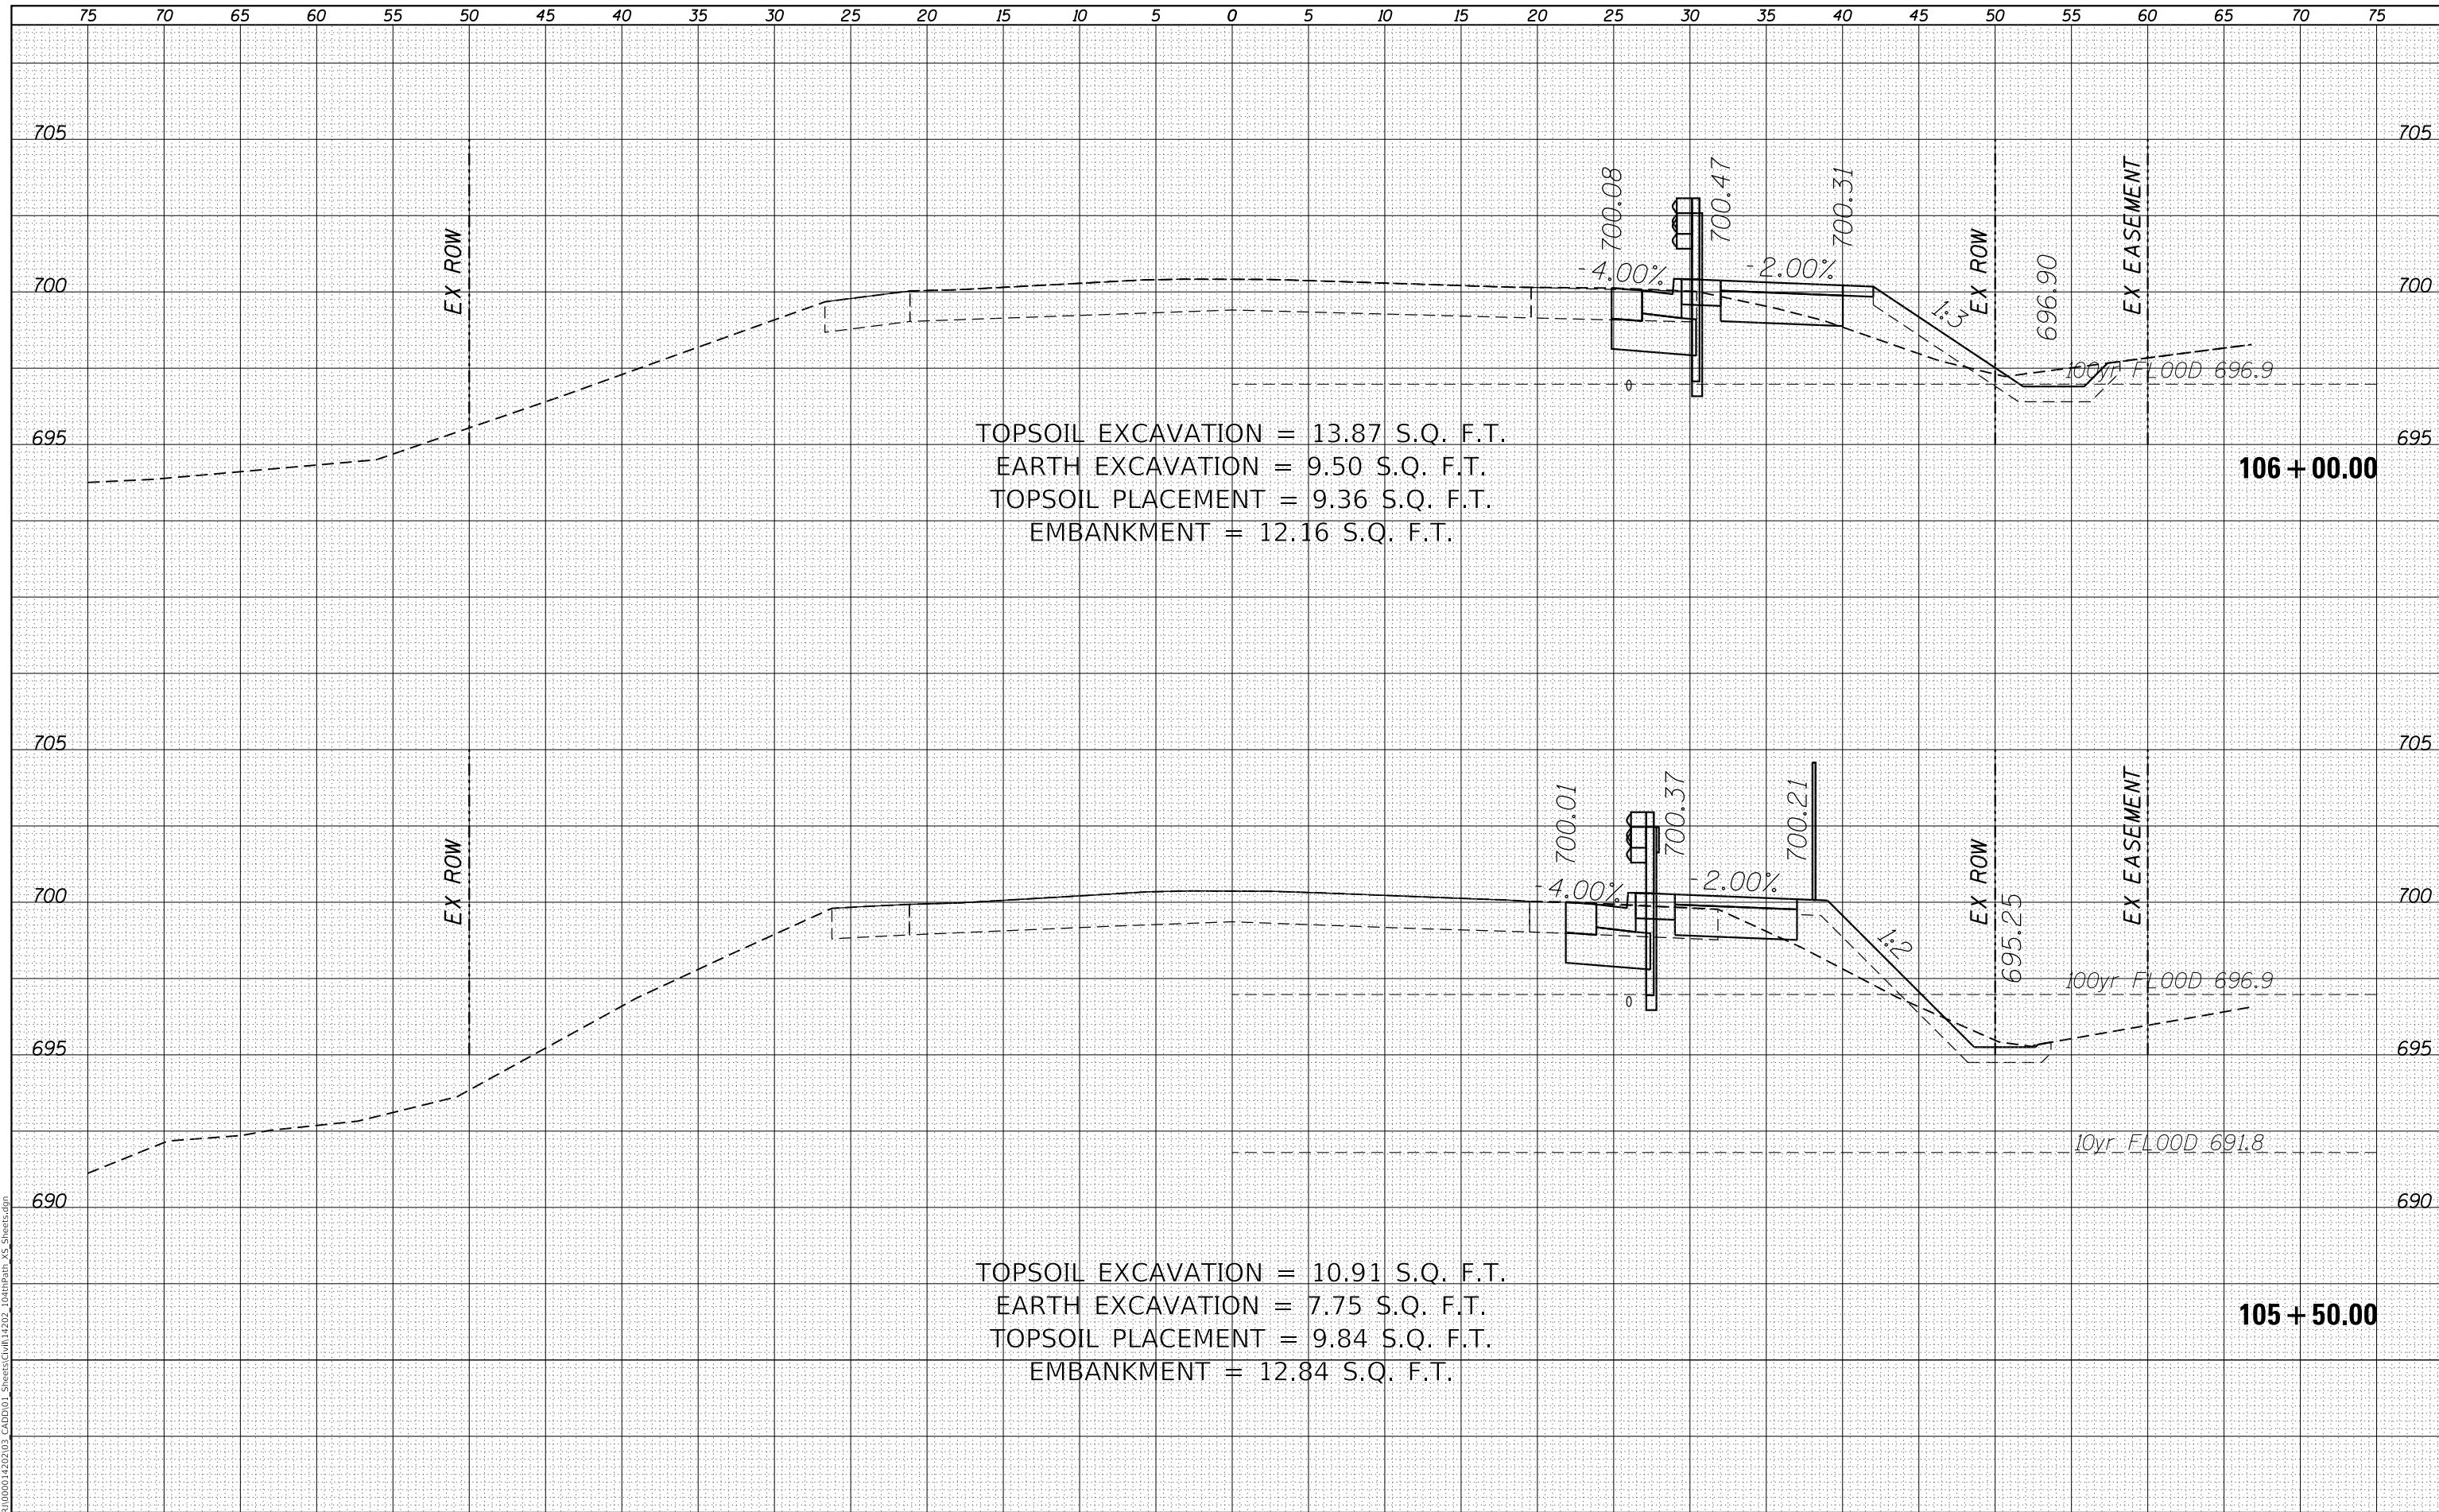 75 70 65 60 55 50 45 40 35 30 25 20 15 10 5 0 5 10 15 20 25 30 35 40 45 50 55 60 65 70 75
705 705
EX ROW
700.08
700.47
700.31
EX ROW
696.90
EX EASEMENT
700 -4.00% -2.00% 700
1:3
100yr FLOOD 696.9
695 695
TOPSOIL EXCAVATION = 13.87 S.Q. F.T.
EARTH EXCAVATION = 9.50 S.Q. F.T.
TOPSOIL PLACEMENT = 9.36 S.Q. F.T.
EMBANKMENT = 12.16 S.Q. F.T.
106+00.00
705 705
EX ROW
700.01
700.37
700.21
EX ROW
695.25
EX EASEMENT
700 -4.00% -2.00% 700
1:2
100yr FLOOD 696.9
695 695
10yr FLOOD 691.8
690 690
TOPSOIL EXCAVATION = 10.91 S.Q. F.T.
EARTH EXCAVATION = 7.75 S.Q. F.T.
TOPSOIL PLACEMENT = 9.84 S.Q. F.T.
EMBANKMENT = 12.84 S.Q. F.T.
105+50.00